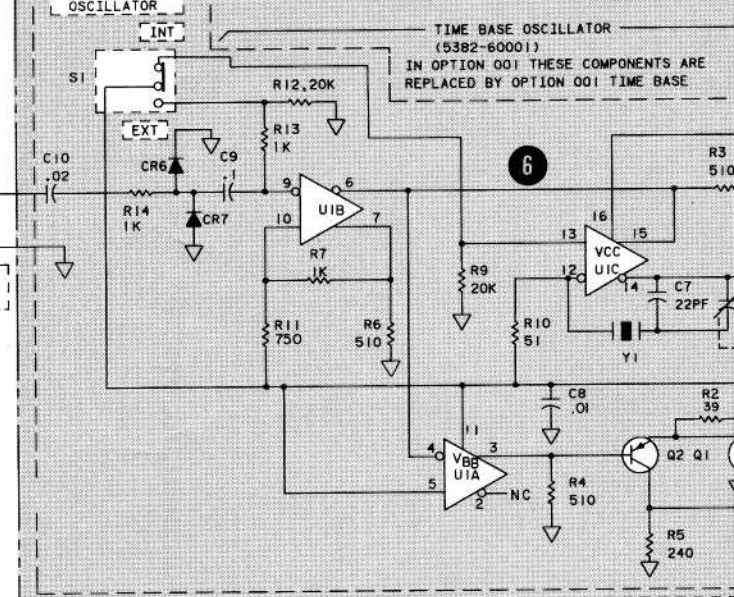 OSCILLATOR
INT
TIME BASE OSCILLATOR
(5382-60001)
IN OPTION 001 THESE COMPONENTS ARE
REPLACED BY OPTION 001 TIME BASE
S1
R12,20K
EXT
R13
1K
6
C10
.02
CR6
C9
.1
R3
510
9
6
U1B
R14
1K
CR7
10
7
16
13
15
VCC
U1C
12
14
R7
1K
R9
20K
C7
22PF
R11
750
R6
510
R10
51
Y1
C8
.01
R2
39
11
4
3
VBB
U1A
5
2
NC
Q2 Q1
R4
510
R5
240